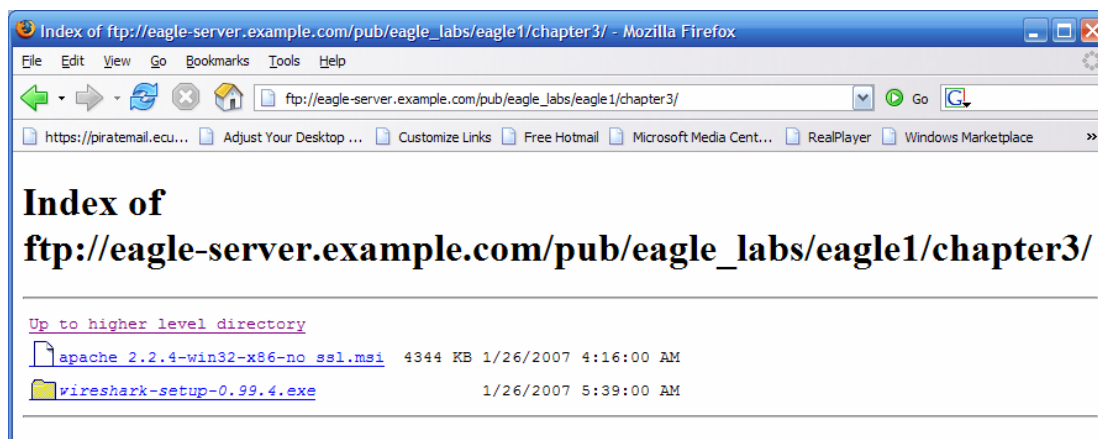 Index of ftp://eagle-server.example.com/pub/eagle_labs/eagle1/chapter3/ - Mozilla Firefox
File Edit View Go Bookmarks Tools Help
ftp://eagle-server.example.com/pub/eagle_labs/eagle1/chapter3/ Go G
https://piratemail.ecu... Adjust Your Desktop ... Customize Links Free Hotmail Microsoft Media Cent... RealPlayer Windows Marketplace »
Index of
ftp://eagle-server.example.com/pub/eagle_labs/eagle1/chapter3/
Up to higher level directory
apache_2.2.4-win32-x86-no_ssl.msi 4344 KB 1/26/2007 4:16:00 AM
wireshark-setup-0.99.4.exe 1/26/2007 5:39:00 AM